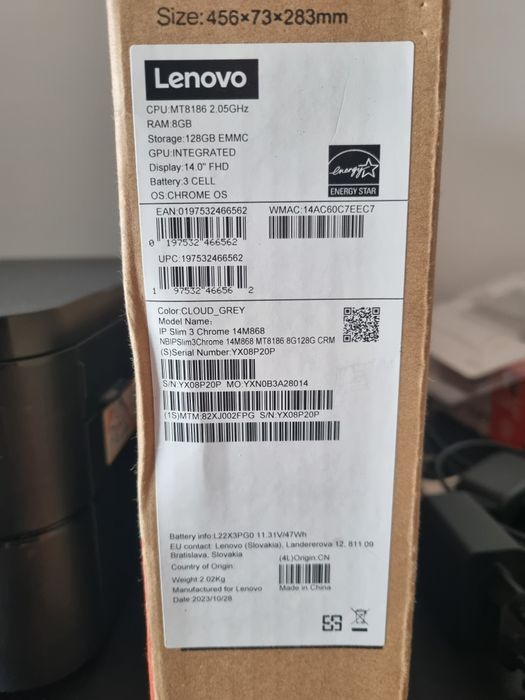 Size: 456×73×283mm
Lenovo
CPU:MT8186 2.05GHz
RAM:8GB
Storage:128GB EMMC
GPU:INTEGRATED
Display:14.0" FHD
Battery:3 CELL
OS:CHROME OS
energy
ENERGY STAR
EAN:0197532466562 WMAC:14AC60C7EEC7
0 197532 466562
UPC:197532466562
1 97532 46656 2
Color:CLOUD_GREY
Model Name:
IP Slim 3 Chrome 14M868
NBIPSlim3Chrome 14M868 MT8186 8G128G CRM
(S)Serial Number:YX08P20P
S/N:YX08P20P MO:YXN0B3A28014
(1S)MTM:82XJ002FPG S/N:YX08P20P
Battery info:L22X3PG0 11.31V/47Wh
EU contact: Lenovo (Slovakia), Landererova 12, 811 09
Bratislava, Slovakia
(4L)Origin:CN
Country of Origin:
Weight:2.02Kg
Manufactured for Lenovo Made in China
Date:2023/10/28